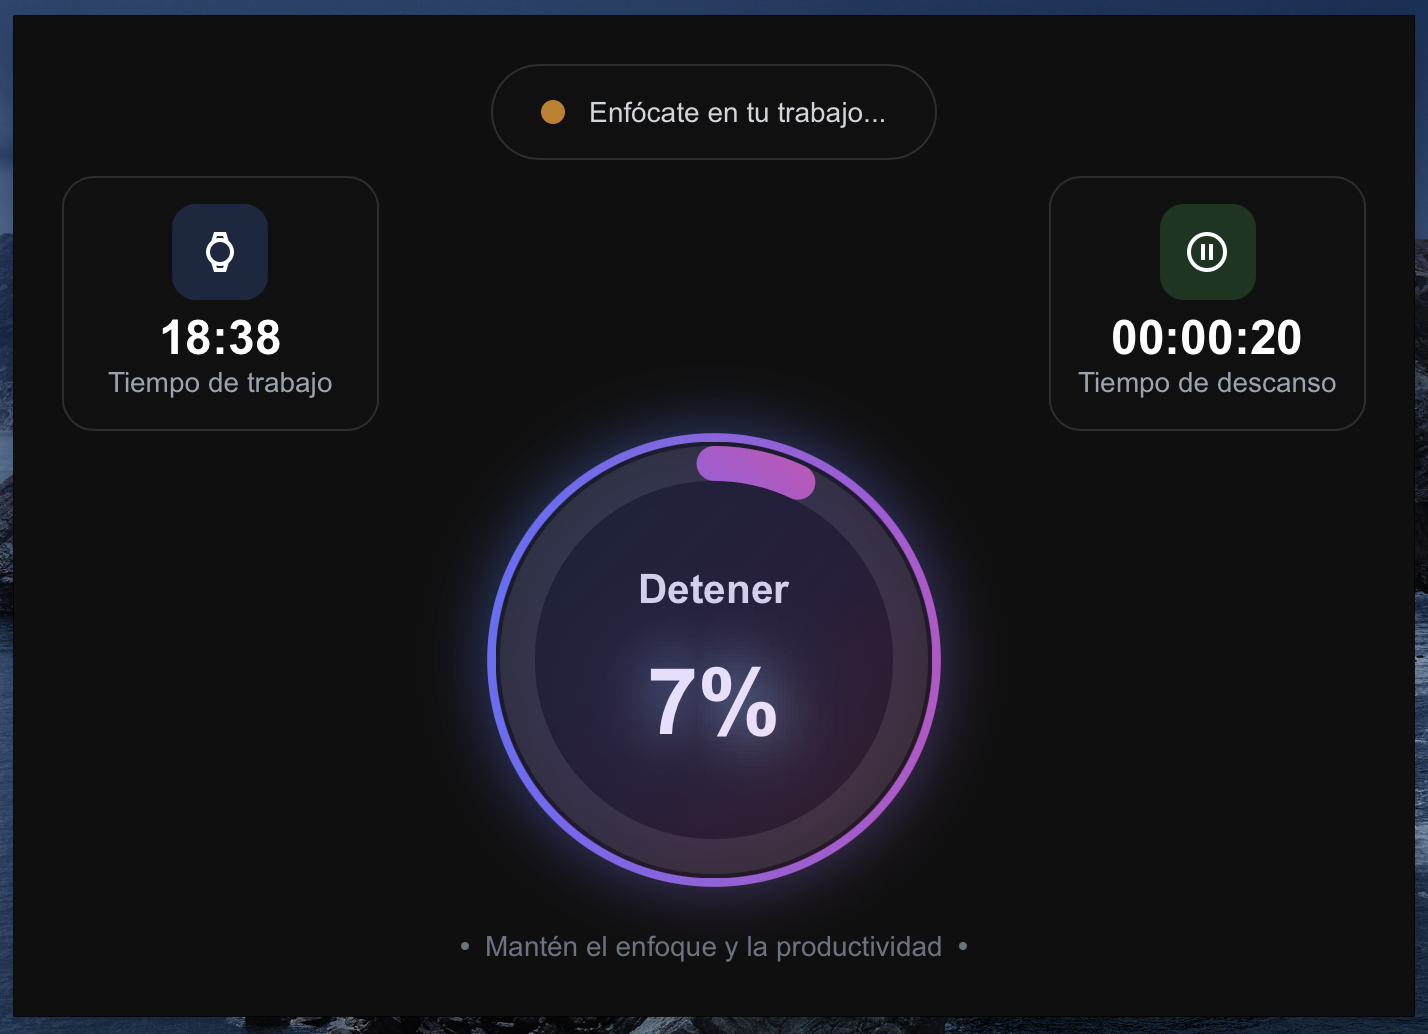 Enfócate en tu trabajo...
18:38
Tiempo de trabajo
00:00:20
Tiempo de descanso
Detener
7%
• Mantén el enfoque y la productividad •